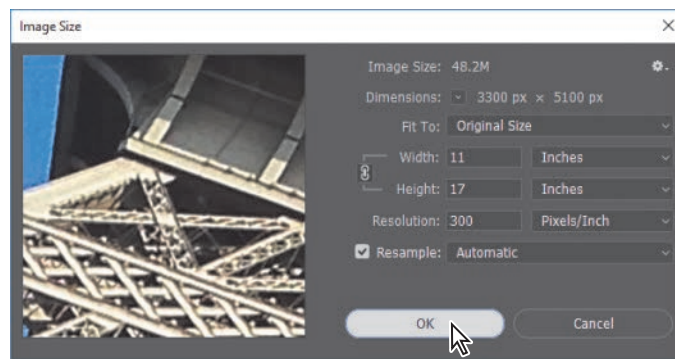 Image Size
Image Size: 48.2M
Dimensions: 3300 px × 5100 px
Fit To: Original Size
Width: 11 Inches
Height: 17 Inches
Resolution: 300 Pixels/Inch
Resample: Automatic
OK Cancel